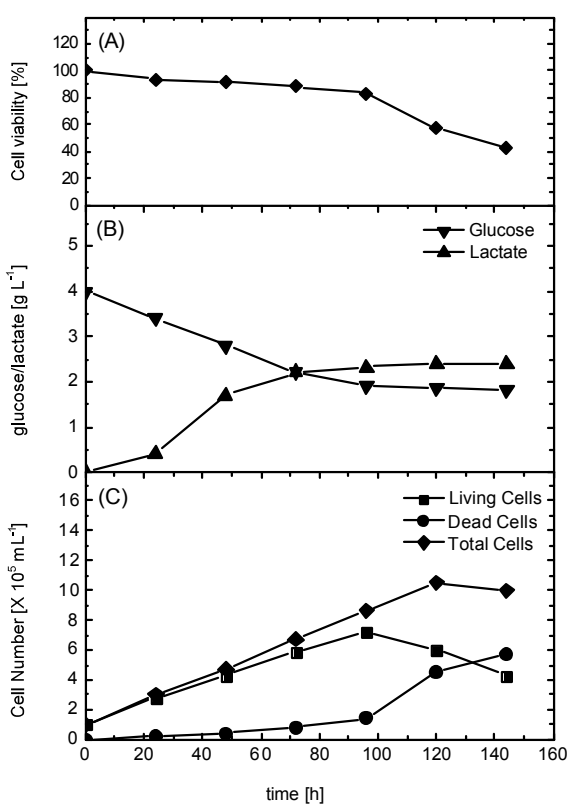 (A)
120
100
80
60
40
20
0
Cell viability [%]
(B)
Glucose
Lactate
5
4
3
2
1
0
glucose/lactate [g L⁻¹]
(C)
Living Cells
Dead Cells
Total Cells
16
14
12
10
8
6
4
2
0
Cell Number [X 10⁵ mL⁻¹]
0 20 40 60 80 100 120 140 160
time [h]